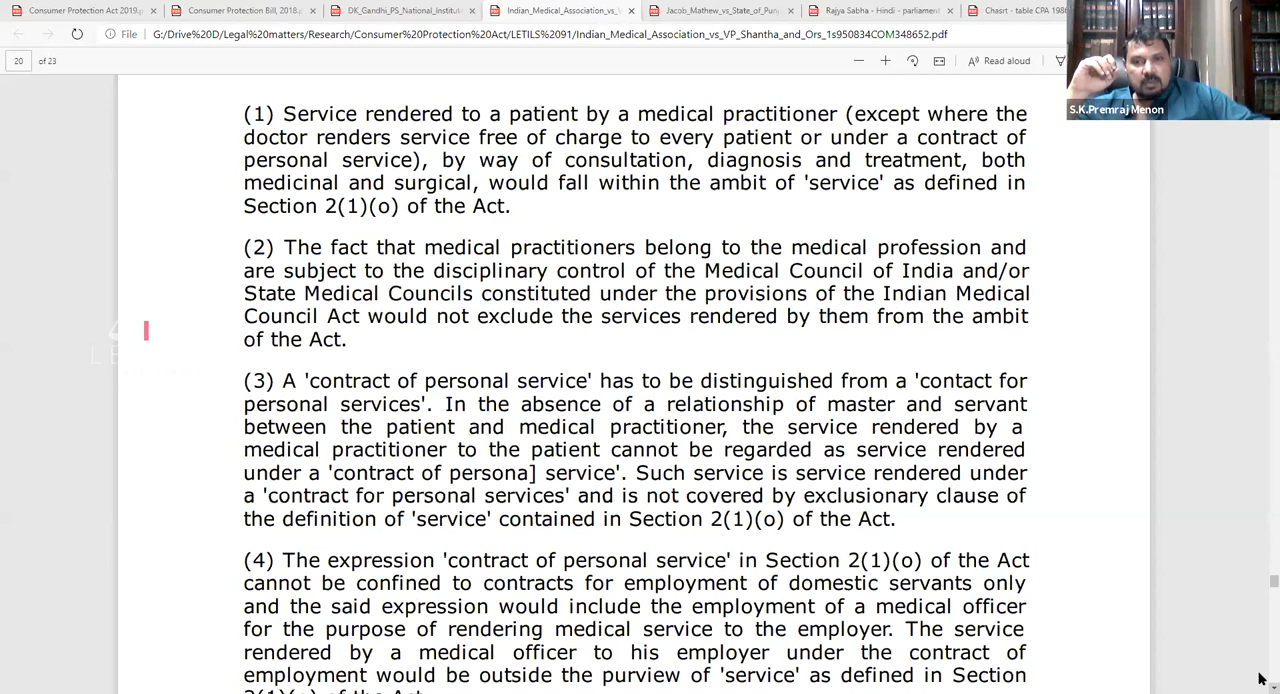 Consumer Protection Act 2019.p
Consumer Protection Bill, 2018.
DK_Gandhi_PS_National_Institut
Indian_Medical_Association_vs_
Jacob_Mathew_vs_State_of_Pun
Rajya Sabha - Hindi - parliamen
Chasrt - table CPA 1986
File
G:/Drive%20D/Legal%20matters/Research/Consumer%20Protection%20Act/LETILS%2091/Indian_Medical_Association_vs_VP_Shantha_and_Ors_1s950834COM348652.pdf
20 of 23
Read aloud
S.K.Premraj Menon
(1) Service rendered to a patient by a medical practitioner (except where the
doctor renders service free of charge to every patient or under a contract of
personal service), by way of consultation, diagnosis and treatment, both
medicinal and surgical, would fall within the ambit of 'service' as defined in
Section 2(1)(o) of the Act.
(2) The fact that medical practitioners belong to the medical profession and
are subject to the disciplinary control of the Medical Council of India and/or
State Medical Councils constituted under the provisions of the Indian Medical
Council Act would not exclude the services rendered by them from the ambit
of the Act.
(3) A 'contract of personal service' has to be distinguished from a 'contact for
personal services'. In the absence of a relationship of master and servant
between the patient and medical practitioner, the service rendered by a
medical practitioner to the patient cannot be regarded as service rendered
under a 'contract of persona] service'. Such service is service rendered under
a 'contract for personal services' and is not covered by exclusionary clause of
the definition of 'service' contained in Section 2(1)(o) of the Act.
(4) The expression 'contract of personal service' in Section 2(1)(o) of the Act
cannot be confined to contracts for employment of domestic servants only
and the said expression would include the employment of a medical officer
for the purpose of rendering medical service to the employer. The service
rendered by a medical officer to his employer under the contract of
employment would be outside the purview of 'service' as defined in Section
2(1)(o) of the Act.